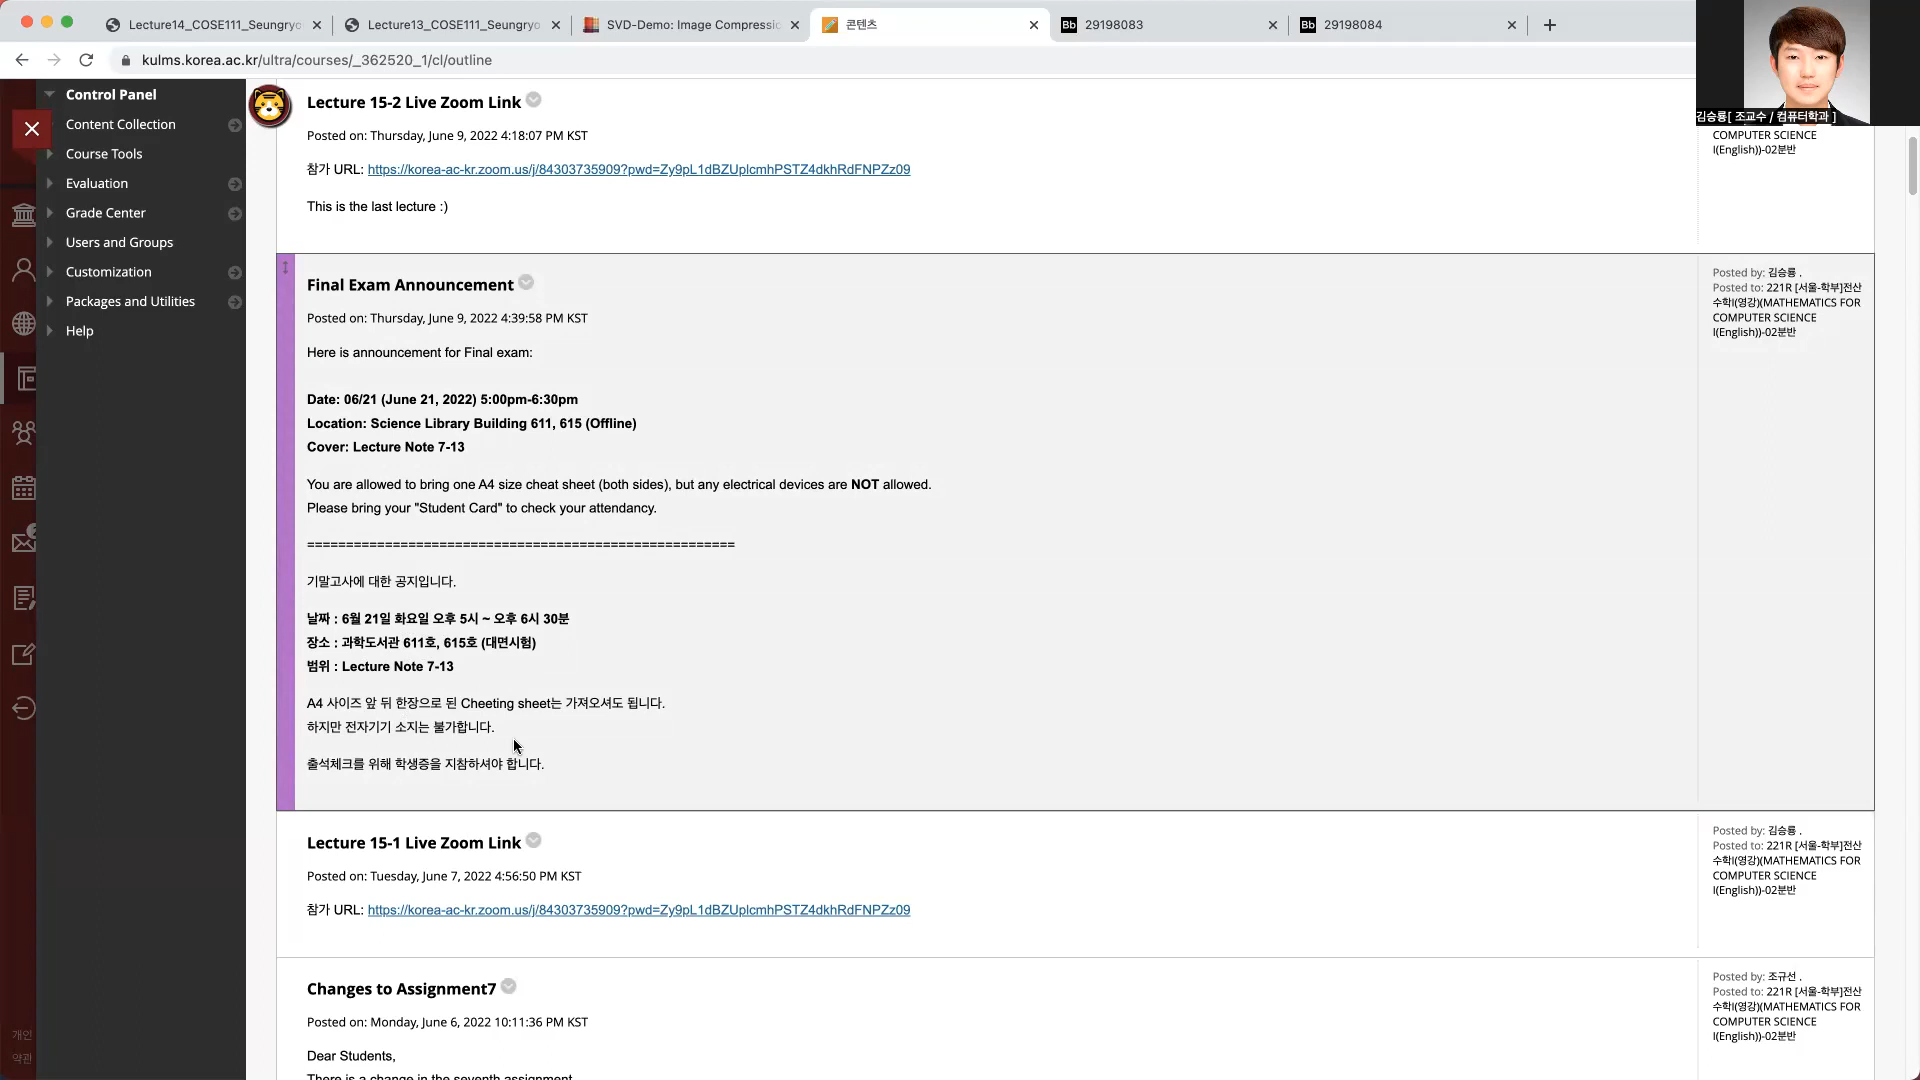 Lecture14_COSE111_Seungryo
Lecture13_COSE111_Seungryo
SVD-Demo: Image Compressic
콘텐츠
Bb 29198083
Bb 29198084
kulms.korea.ac.kr/ultra/courses/_362520_1/cl/outline
김승룡[ 조교수 / 컴퓨터학과 ]
Control Panel
Content Collection
Course Tools
Evaluation
Grade Center
Users and Groups
Customization
Packages and Utilities
Help
개인
약관
Lecture 15-2 Live Zoom Link
Posted on: Thursday, June 9, 2022 4:18:07 PM KST
참가 URL: https://korea-ac-kr.zoom.us/j/84303735909?pwd=Zy9pL1dBZUplcmhPSTZ4dkhRdFNPZz09
This is the last lecture :)
COMPUTER SCIENCE
I(English))-02분반
Final Exam Announcement
Posted on: Thursday, June 9, 2022 4:39:58 PM KST
Here is announcement for Final exam:
Date: 06/21 (June 21, 2022) 5:00pm-6:30pm
Location: Science Library Building 611, 615 (Offline)
Cover: Lecture Note 7-13
You are allowed to bring one A4 size cheat sheet (both sides), but any electrical devices are NOT allowed.
Please bring your "Student Card" to check your attendancy.
=======================================================
기말고사에 대한 공지입니다.
날짜 : 6월 21일 화요일 오후 5시 ~ 오후 6시 30분
장소 : 과학도서관 611호, 615호 (대면시험)
범위 : Lecture Note 7-13
A4 사이즈 앞 뒤 한장으로 된 Cheeting sheet는 가져오셔도 됩니다.
하지만 전자기기 소지는 불가합니다.
출석체크를 위해 학생증을 지참하셔야 합니다.
Posted by: 김승룡 .
Posted to: 221R [서울-학부]전산
수학I(영강)(MATHEMATICS FOR
COMPUTER SCIENCE
I(English))-02분반
Lecture 15-1 Live Zoom Link
Posted on: Tuesday, June 7, 2022 4:56:50 PM KST
참가 URL: https://korea-ac-kr.zoom.us/j/84303735909?pwd=Zy9pL1dBZUplcmhPSTZ4dkhRdFNPZz09
Posted by: 김승룡 .
Posted to: 221R [서울-학부]전산
수학I(영강)(MATHEMATICS FOR
COMPUTER SCIENCE
I(English))-02분반
Changes to Assignment7
Posted on: Monday, June 6, 2022 10:11:36 PM KST
Dear Students,
There is a change in the seventh assignment
Posted by: 조규선 .
Posted to: 221R [서울-학부]전산
수학I(영강)(MATHEMATICS FOR
COMPUTER SCIENCE
I(English))-02분반